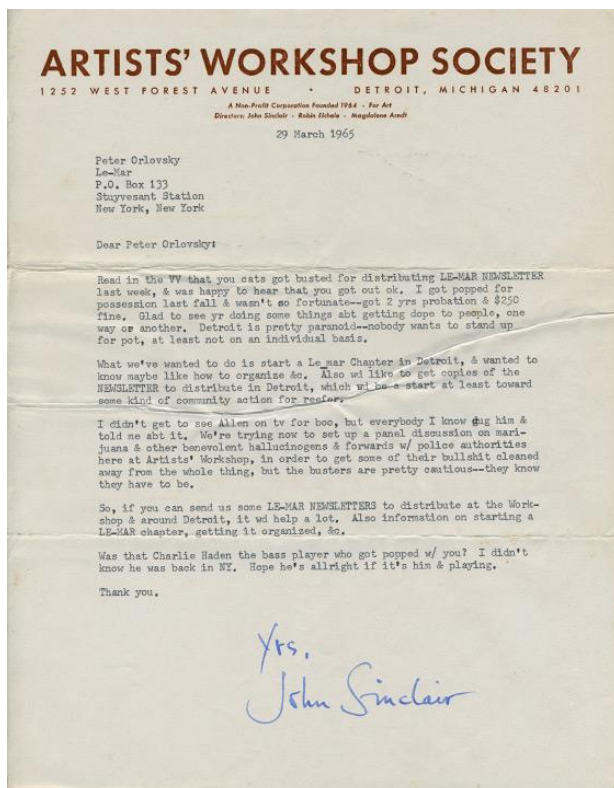 ARTISTS' WORKSHOP SOCIETY
1252 WEST FOREST AVENUE • DETROIT, MICHIGAN 48201
A Non-Profit Corporation Founded 1964 - For Art
Directors: John Sinclair - Robin Eichele - Magdalene Arndt
29 March 1965
Peter Orlovsky
Le-Mar
P.O. Box 133
Stuyvesant Station
New York, New York
Dear Peter Orlovsky:
Read in the VV that you cats got busted for distributing LE-MAR NEWSLETTER
last week, & was happy to hear that you got out ok. I got popped for
possession last fall & wasn't so fortunate--got 2 yrs probation & $250
fine. Glad to see yr doing some things abt getting dope to people, one
way or another. Detroit is pretty paranoid--nobody wants to stand up
for pot, at least not on an individual basis.
What we've wanted to do is start a Le_mar Chapter in Detroit, & wanted to
know maybe like how to organize &c. Also wd like to get copies of the
NEWSLETTER to distribute in Detroit, which wd be a start at least toward
some kind of community action for reefer.
I didn't get to see Allen on tv for boo, but everybody I know dug him &
told me abt it. We're trying now to set up a panel discussion on mari-
juana & other benevolent hallucinogens & forwards w/ police authorities
here at Artists' Workshop, in order to get some of their bullshit cleaned
away from the whole thing, but the busters are pretty cautious--they know
they have to be.
So, if you can send us some LE-MAR NEWSLETTERS to distribute at the Work-
shop & around Detroit, it wd help a lot. Also information on starting a
LE-MAR chapter, getting it organized, &c.
Was that Charlie Haden the bass player who got popped w/ you? I didn't
know he was back in NY. Hope he's allright if it's him & playing.
Thank you.
Yrs.
John Sinclair